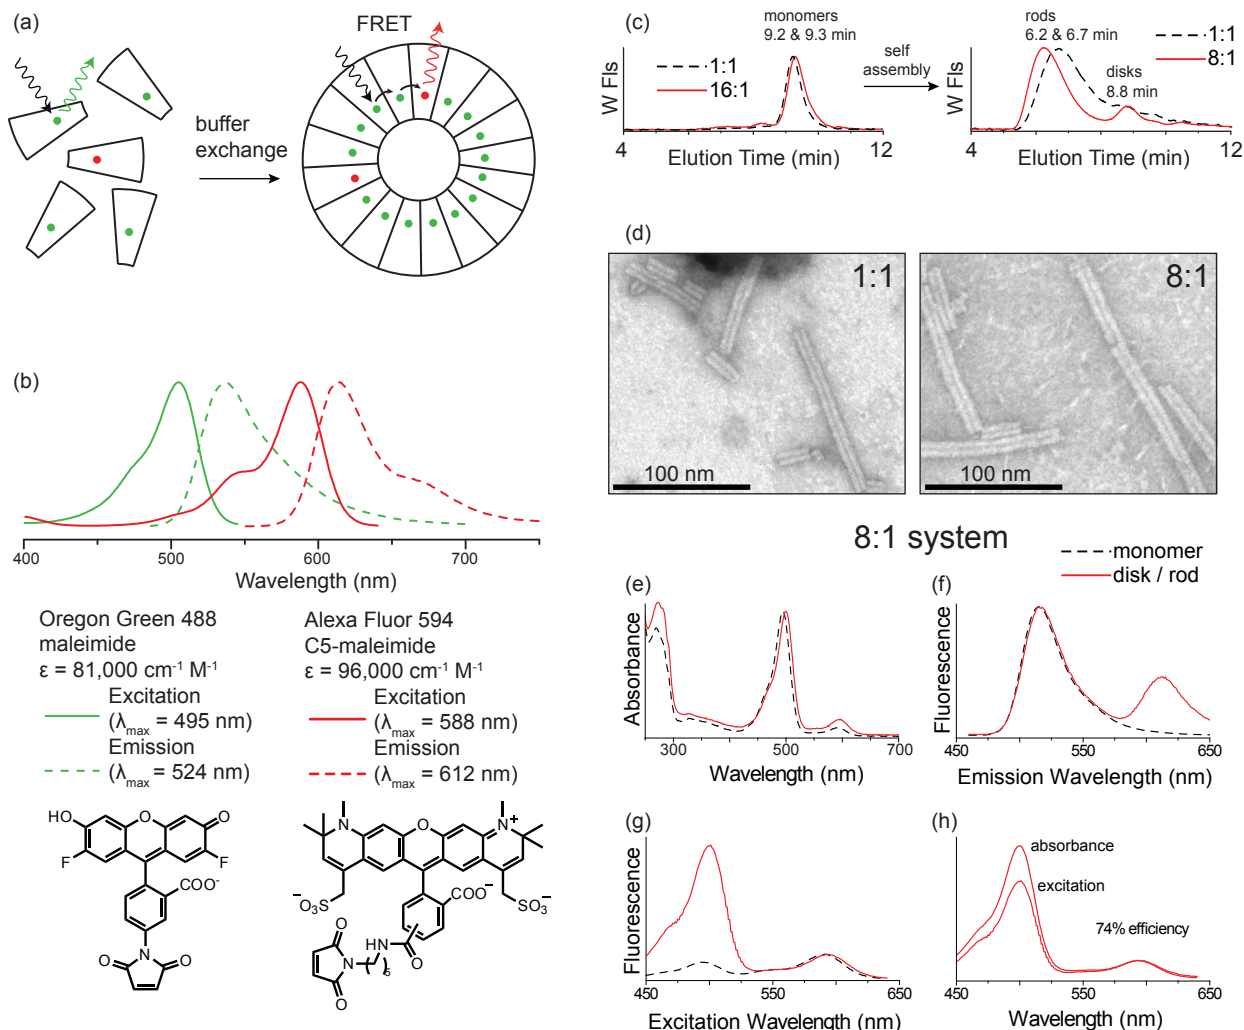 (a)
FRET
buffer
exchange
(b)
400
500
600
700
Wavelength (nm)
Oregon Green 488
maleimide
ε = 81,000 cm⁻¹ M⁻¹
Excitation
(λmax = 495 nm)
Emission
(λmax = 524 nm)
Alexa Fluor 594
C5-maleimide
ε = 96,000 cm⁻¹ M⁻¹
Excitation
(λmax = 588 nm)
Emission
(λmax = 612 nm)
HO
O
O
F
F
COO⁻
N
O
O
N
O
N
+
⁻O₃S
SO₃⁻
COO⁻
HN
O
5
N
O
O
(c)
monomers
9.2 & 9.3 min
1:1
16:1
W Fls
4
12
Elution Time (min)
self
assembly
rods
6.2 & 6.7 min
1:1
8:1
disks
8.8 min
W Fls
4
12
Elution Time (min)
(d)
1:1
100 nm
8:1
100 nm
8:1 system
monomer
disk / rod
(e)
Absorbance
300
500
700
Wavelength (nm)
(f)
Fluorescence
450
550
650
Emission Wavelength (nm)
(g)
Fluorescence
450
550
650
Excitation Wavelength (nm)
(h)
absorbance
excitation
74% efficiency
450
550
650
Wavelength (nm)